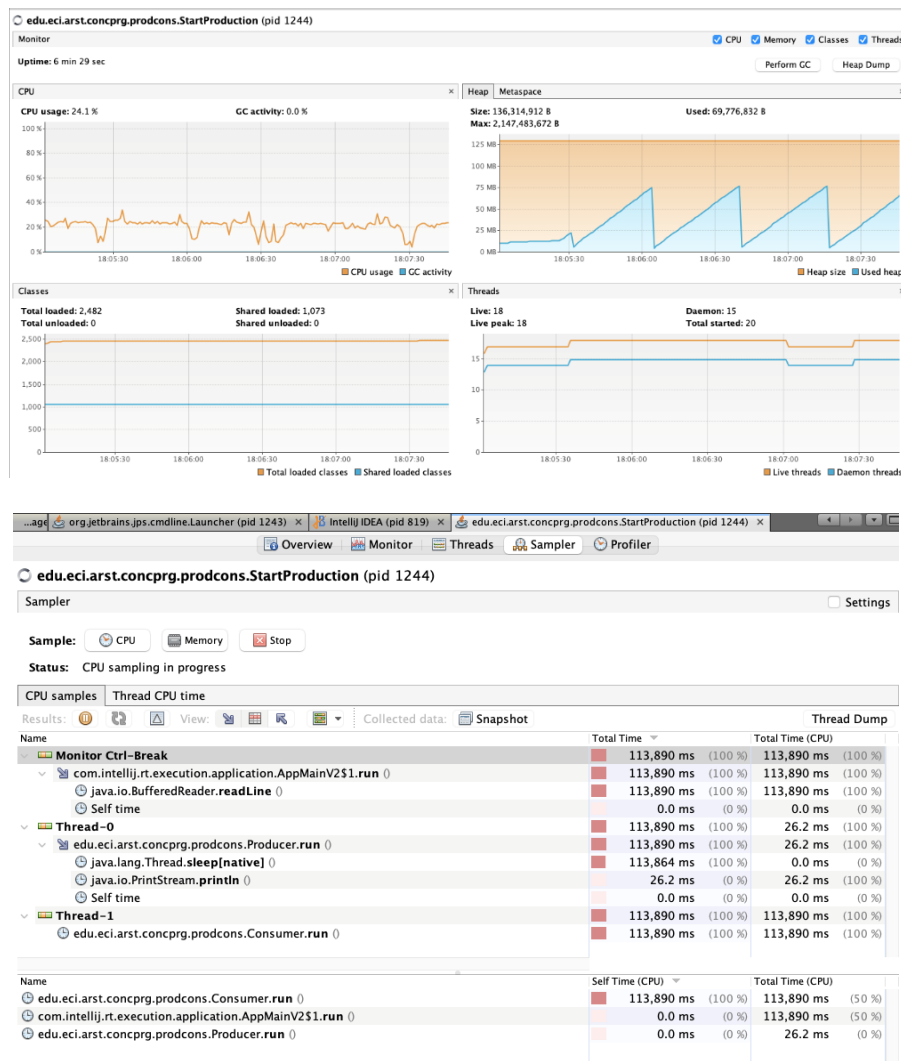 edu.eci.arst.concprg.prodcons.StartProduction (pid 1244)
Monitor CPU Memory Classes Threads
Uptime: 6 min 29 sec Perform GC Heap Dump
CPU × Heap Metaspace
CPU usage: 24.1 % GC activity: 0.0 % Size: 136,314,912 B Used: 69,776,832 B
Max: 2,147,483,672 B
100 % 125 MB
80 % 100 MB
60 % 75 MB
40 % 50 MB
20 % 25 MB
0 % 0 MB
18:05:30 18:06:00 18:06:30 18:07:00 18:07:30 18:05:30 18:06:00 18:06:30 18:07:00 18:07:30
CPU usage GC activity Heap size Used heap
Classes × Threads
Total loaded: 2,482 Shared loaded: 1,073 Live: 18 Daemon: 15
Total unloaded: 0 Shared unloaded: 0 Live peak: 18 Total started: 20
2,500
2,000 15
1,500 10
1,000
500 5
0 0
18:05:30 18:06:00 18:06:30 18:07:00 18:07:30 18:05:30 18:06:00 18:06:30 18:07:00 18:07:30
Total loaded classes Shared loaded classes Live threads Daemon threads
...age org.jetbrains.jps.cmdline.Launcher (pid 1243) × IntelliJ IDEA (pid 819) × edu.eci.arst.concprg.prodcons.StartProduction (pid 1244) ×
Overview Monitor Threads Sampler Profiler
edu.eci.arst.concprg.prodcons.StartProduction (pid 1244)
Sampler Settings
Sample: CPU Memory Stop
Status: CPU sampling in progress
CPU samples Thread CPU time
Results: View: Collected data: Snapshot Thread Dump
Name Total Time Total Time (CPU)
Monitor Ctrl-Break 113,890 ms (100 %) 113,890 ms (100 %)
com.intellij.rt.execution.application.AppMainV2$1.run () 113,890 ms (100 %) 113,890 ms (100 %)
java.io.BufferedReader.readLine () 113,890 ms (100 %) 113,890 ms (100 %)
Self time 0.0 ms (0 %) 0.0 ms (0 %)
Thread-0 113,890 ms (100 %) 26.2 ms (100 %)
edu.eci.arst.concprg.prodcons.Producer.run () 113,890 ms (100 %) 26.2 ms (100 %)
java.lang.Thread.sleep[native] () 113,864 ms (100 %) 0.0 ms (0 %)
java.io.PrintStream.println () 26.2 ms (0 %) 26.2 ms (100 %)
Self time 0.0 ms (0 %) 0.0 ms (0 %)
Thread-1 113,890 ms (100 %) 113,890 ms (100 %)
edu.eci.arst.concprg.prodcons.Consumer.run () 113,890 ms (100 %) 113,890 ms (100 %)
Name Self Time (CPU) Total Time (CPU)
edu.eci.arst.concprg.prodcons.Consumer.run () 113,890 ms (100 %) 113,890 ms (50 %)
com.intellij.rt.execution.application.AppMainV2$1.run () 0.0 ms (0 %) 113,890 ms (50 %)
edu.eci.arst.concprg.prodcons.Producer.run () 0.0 ms (0 %) 26.2 ms (0 %)